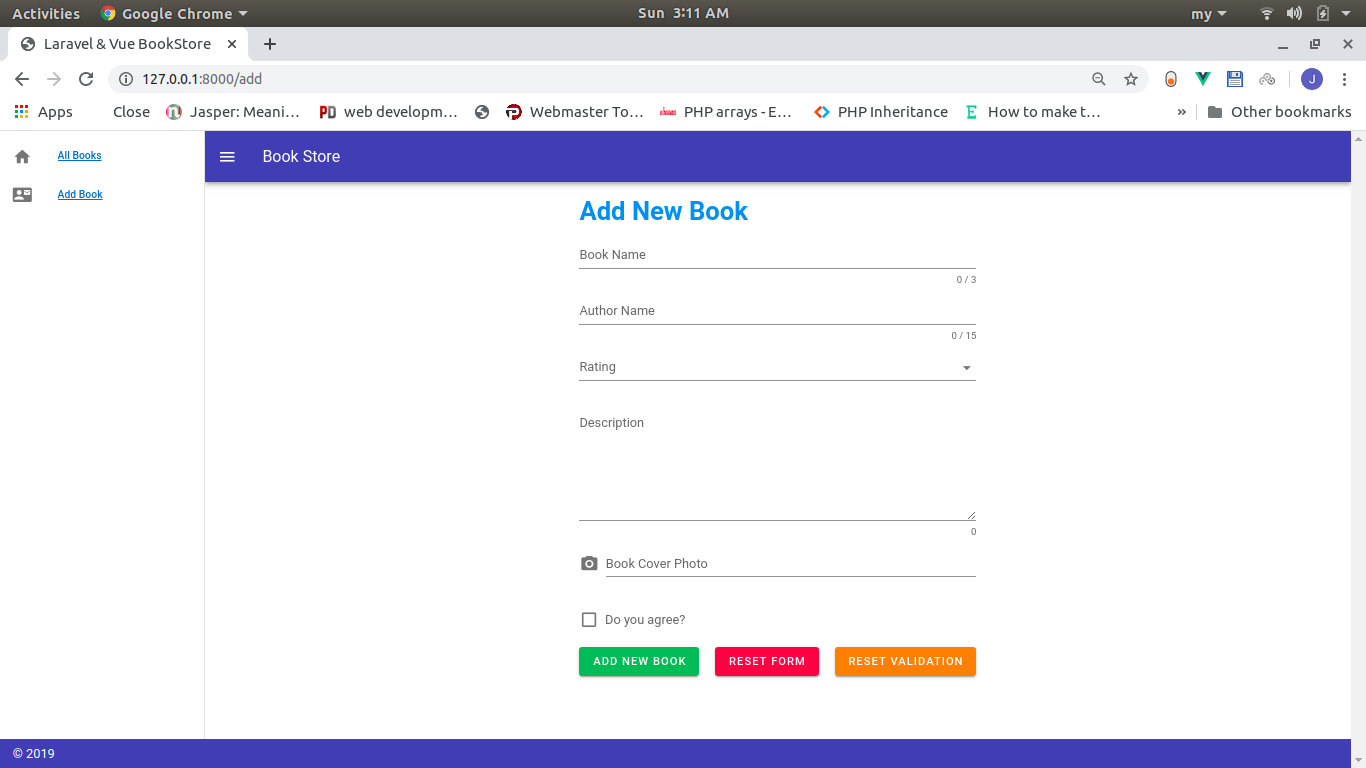 Activities Google Chrome Sun 3:11 AM my
Laravel & Vue BookStore
127.0.0.1:8000/add J
Apps Close Jasper: Meani… PD web developm… Webmaster To… PHP arrays - E… PHP Inheritance E How to make t… » Other bookmarks
All Books
Add Book
Book Store
Add New Book
Book Name
0 / 3
Author Name
0 / 15
Rating
Description
0
Book Cover Photo
Do you agree?
ADD NEW BOOK RESET FORM RESET VALIDATION
© 2019